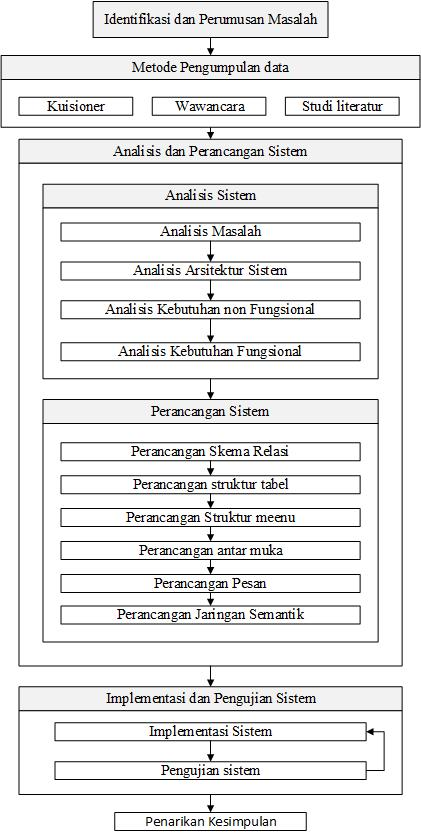 Identifikasi dan Perumusan Masalah
Metode Pengumpulan data
Kuisioner
Wawancara
Studi literatur
Analisis dan Perancangan Sistem
Analisis Sistem
Analisis Masalah
Analisis Arsitektur Sistem
Analisis Kebutuhan non Fungsional
Analisis Kebutuhan Fungsional
Perancangan Sistem
Perancangan Skema Relasi
Perancangan struktur tabel
Perancangan Struktur meenu
Perancangan antar muka
Perancangan Pesan
Perancangan Jaringan Semantik
Implementasi dan Pengujian Sistem
Implementasi Sistem
Pengujian sistem
Penarikan Kesimpulan